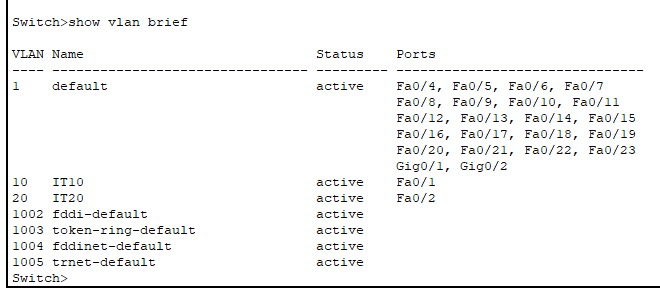 Switch>show vlan brief
VLAN Name Status Ports
---- -------------------------------- --------- -------------------------------
1 default active Fa0/4, Fa0/5, Fa0/6, Fa0/7
Fa0/8, Fa0/9, Fa0/10, Fa0/11
Fa0/12, Fa0/13, Fa0/14, Fa0/15
Fa0/16, Fa0/17, Fa0/18, Fa0/19
Fa0/20, Fa0/21, Fa0/22, Fa0/23
Gig0/1, Gig0/2
10 IT10 active Fa0/1
20 IT20 active Fa0/2
1002 fddi-default active
1003 token-ring-default active
1004 fddinet-default active
1005 trnet-default active
Switch>